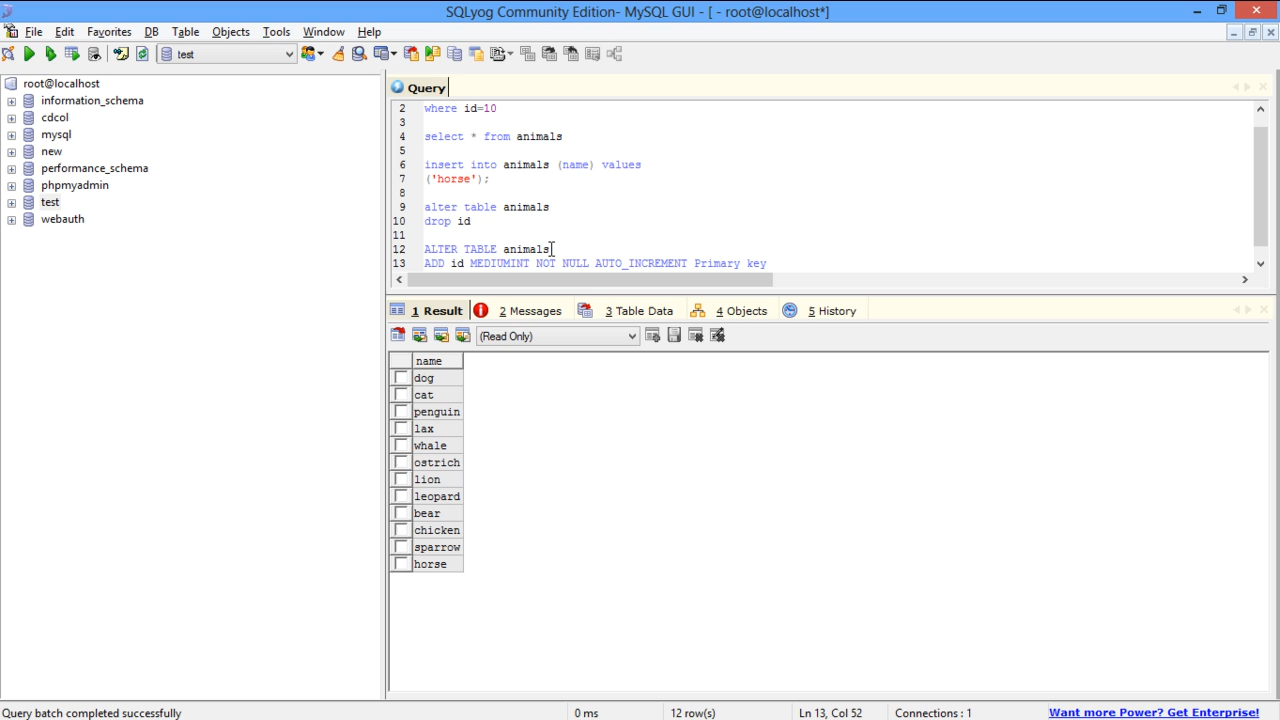 SQLyog Community Edition- MySQL GUI - [ - root@localhost*]
File Edit Favorites DB Table Objects Tools Window Help
test
root@localhost
information_schema
cdcol
mysql
new
performance_schema
phpmyadmin
test
webauth
Query
2 where id=10
3
4 select * from animals
5
6 insert into animals (name) values
7 ('horse');
8
9 alter table animals
10 drop id
11
12 ALTER TABLE animals
13 ADD id MEDIUMINT NOT NULL AUTO_INCREMENT Primary key
1 Result 2 Messages 3 Table Data 4 Objects 5 History
(Read Only)
name
dog
cat
penguin
lax
whale
ostrich
lion
leopard
bear
chicken
sparrow
horse
Query batch completed successfully 0 ms 12 row(s) Ln 13, Col 52 Connections : 1 Want more Power? Get Enterprise!